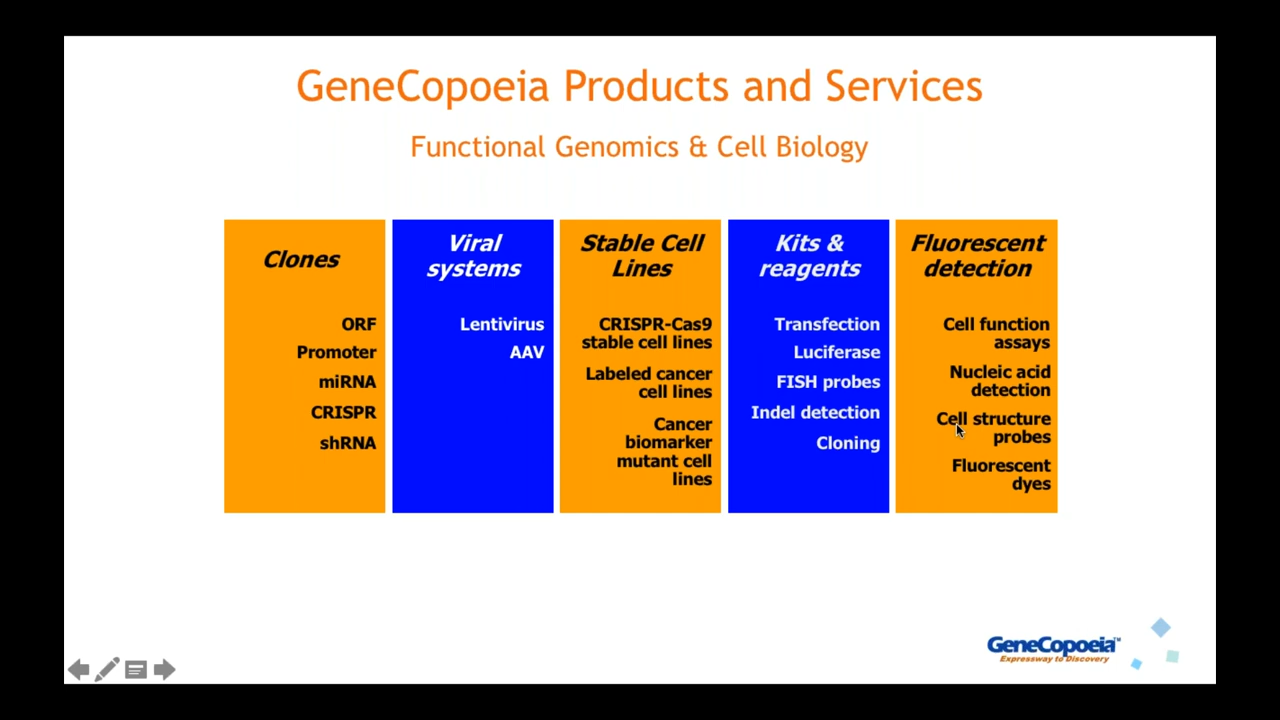 GeneCopoeia Products and Services
Functional Genomics & Cell Biology
Clones
ORF
Promoter
miRNA
CRISPR
shRNA
Viral
systems
Lentivirus
AAV
Stable Cell
Lines
CRISPR-Cas9
stable cell lines
Labeled cancer
cell lines
Cancer
biomarker
mutant cell
lines
Kits &
reagents
Transfection
Luciferase
FISH probes
Indel detection
Cloning
Fluorescent
detection
Cell function
assays
Nucleic acid
detection
Cell structure
probes
Fluorescent
dyes
GeneCopoeia™
Expressway to Discovery